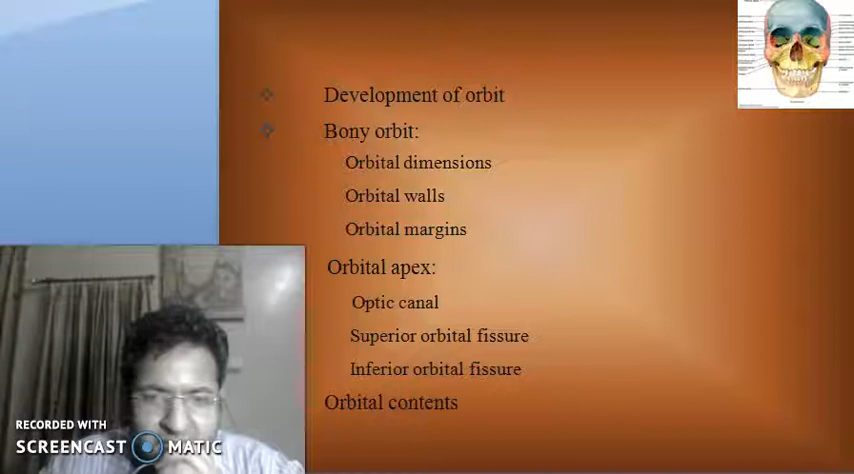 Development of orbit
Bony orbit:
Orbital dimensions
Orbital walls
Orbital margins
Orbital apex:
Optic canal
Superior orbital fissure
Inferior orbital fissure
Orbital contents
RECORDED WITH
SCREENCAST MATIC